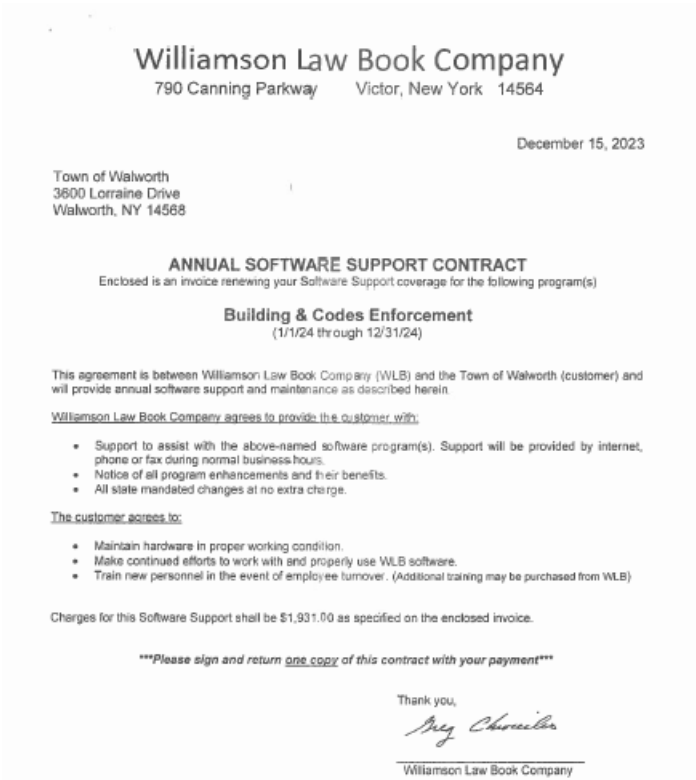 Williamson Law Book Company
790 Canning Parkway Victor, New York 14564
December 15, 2023
Town of Walworth
3600 Lorraine Drive
Walworth, NY 14568
ANNUAL SOFTWARE SUPPORT CONTRACT
Enclosed is an invoice renewing your Software Support coverage for the following program(s)
Building & Codes Enforcement
(1/1/24 through 12/31/24)
This agreement is between Williamson Law Book Company (WLB) and the Town of Walworth (customer) and
will provide annual software support and maintenance as described herein.
Williamson Law Book Company agrees to provide the customer with:
• Support to assist with the above-named software program(s). Support will be provided by internet,
phone or fax during normal business hours.
• Notice of all program enhancements and their benefits.
• All state mandated changes at no extra charge.
The customer agrees to:
• Maintain hardware in proper working condition.
• Make continued efforts to work with and properly use WLB software.
• Train new personnel in the event of employee turnover. (Additional training may be purchased from WLB)
Charges for this Software Support shall be $1,931.00 as specified on the enclosed invoice.
***Please sign and return one copy of this contract with your payment***
Thank you,
Greg
Williamson Law Book Company